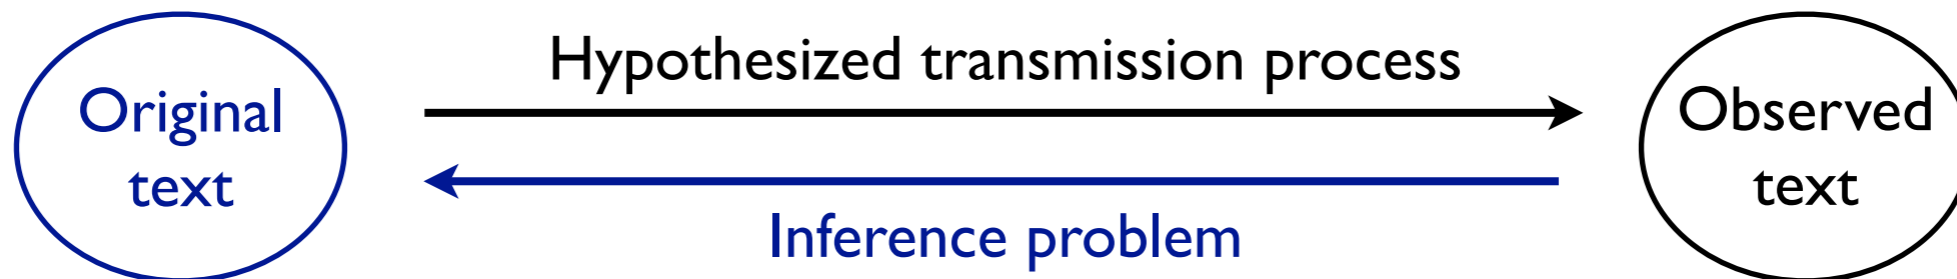 Original
text
Hypothesized transmission process
Inference problem
Observed
text